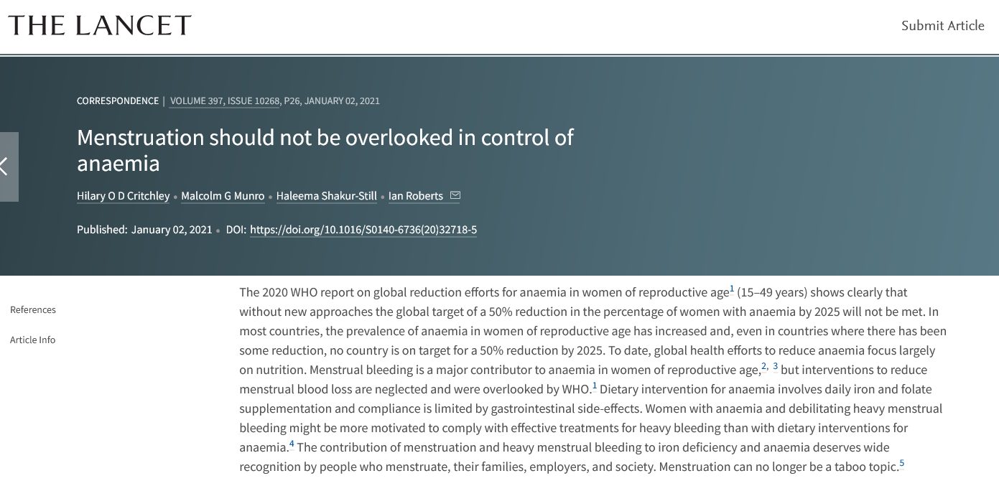 THE LANCET
Submit Article
CORRESPONDENCE | VOLUME 397, ISSUE 10268, P26, JANUARY 02, 2021
Menstruation should not be overlooked in control of
anaemia
Hilary O D Critchley • Malcolm G Munro • Haleema Shakur-Still • Ian Roberts
Published: January 02, 2021 • DOI: https://doi.org/10.1016/S0140-6736(20)32718-5
References
Article Info
The 2020 WHO report on global reduction efforts for anaemia in women of reproductive age1 (15–49 years) shows clearly that
without new approaches the global target of a 50% reduction in the percentage of women with anaemia by 2025 will not be met. In
most countries, the prevalence of anaemia in women of reproductive age has increased and, even in countries where there has been
some reduction, no country is on target for a 50% reduction by 2025. To date, global health efforts to reduce anaemia focus largely
on nutrition. Menstrual bleeding is a major contributor to anaemia in women of reproductive age,2, 3 but interventions to reduce
menstrual blood loss are neglected and were overlooked by WHO.1 Dietary intervention for anaemia involves daily iron and folate
supplementation and compliance is limited by gastrointestinal side-effects. Women with anaemia and debilitating heavy menstrual
bleeding might be more motivated to comply with effective treatments for heavy bleeding than with dietary interventions for
anaemia.4 The contribution of menstruation and heavy menstrual bleeding to iron deficiency and anaemia deserves wide
recognition by people who menstruate, their families, employers, and society. Menstruation can no longer be a taboo topic.5